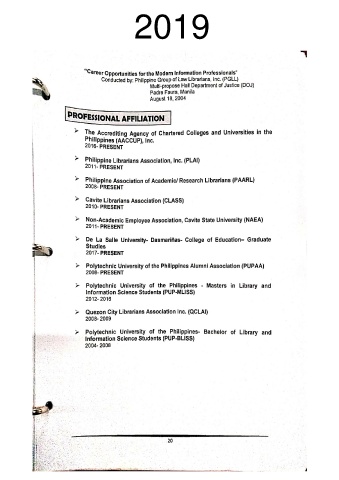 2019
"Career Opportunities for the Modern Information Professionals"
Conducted by: Philippine Group of Law Librarians, Inc. (PGLL)
Multi-propose Hall Department of Justice (DOJ)
Padre Faura, Manila
August 18, 2004
PROFESSIONAL AFFILIATION
➢ The Accrediting Agency of Chartered Colleges and Universities in the
Philippines (AACCUP), Inc.
2016- PRESENT
➢ Philippine Librarians Association, Inc. (PLAI)
2011- PRESENT
➢ Philippine Association of Academic/ Research Librarians (PAARL)
2008- PRESENT
➢ Cavite Librarians Association (CLASS)
2010- PRESENT
➢ Non-Academic Employee Association, Cavite State University (NAEA)
2011- PRESENT
➢ De La Salle University- Dasmariñas- College of Education– Graduate
Studies
2017- PRESENT
➢ Polytechnic University of the Philippines Alumni Association (PUPAA)
2008- PRESENT
➢ Polytechnic University of the Philippines - Masters in Library and
Information Science Students (PUP-MLISS)
2012- 2016
➢ Quezon City Librarians Association Inc. (QCLAI)
2008- 2009
➢ Polytechnic University of the Philippines- Bachelor of Library and
Information Science Students (PUP-BLISS)
2004- 2008
20